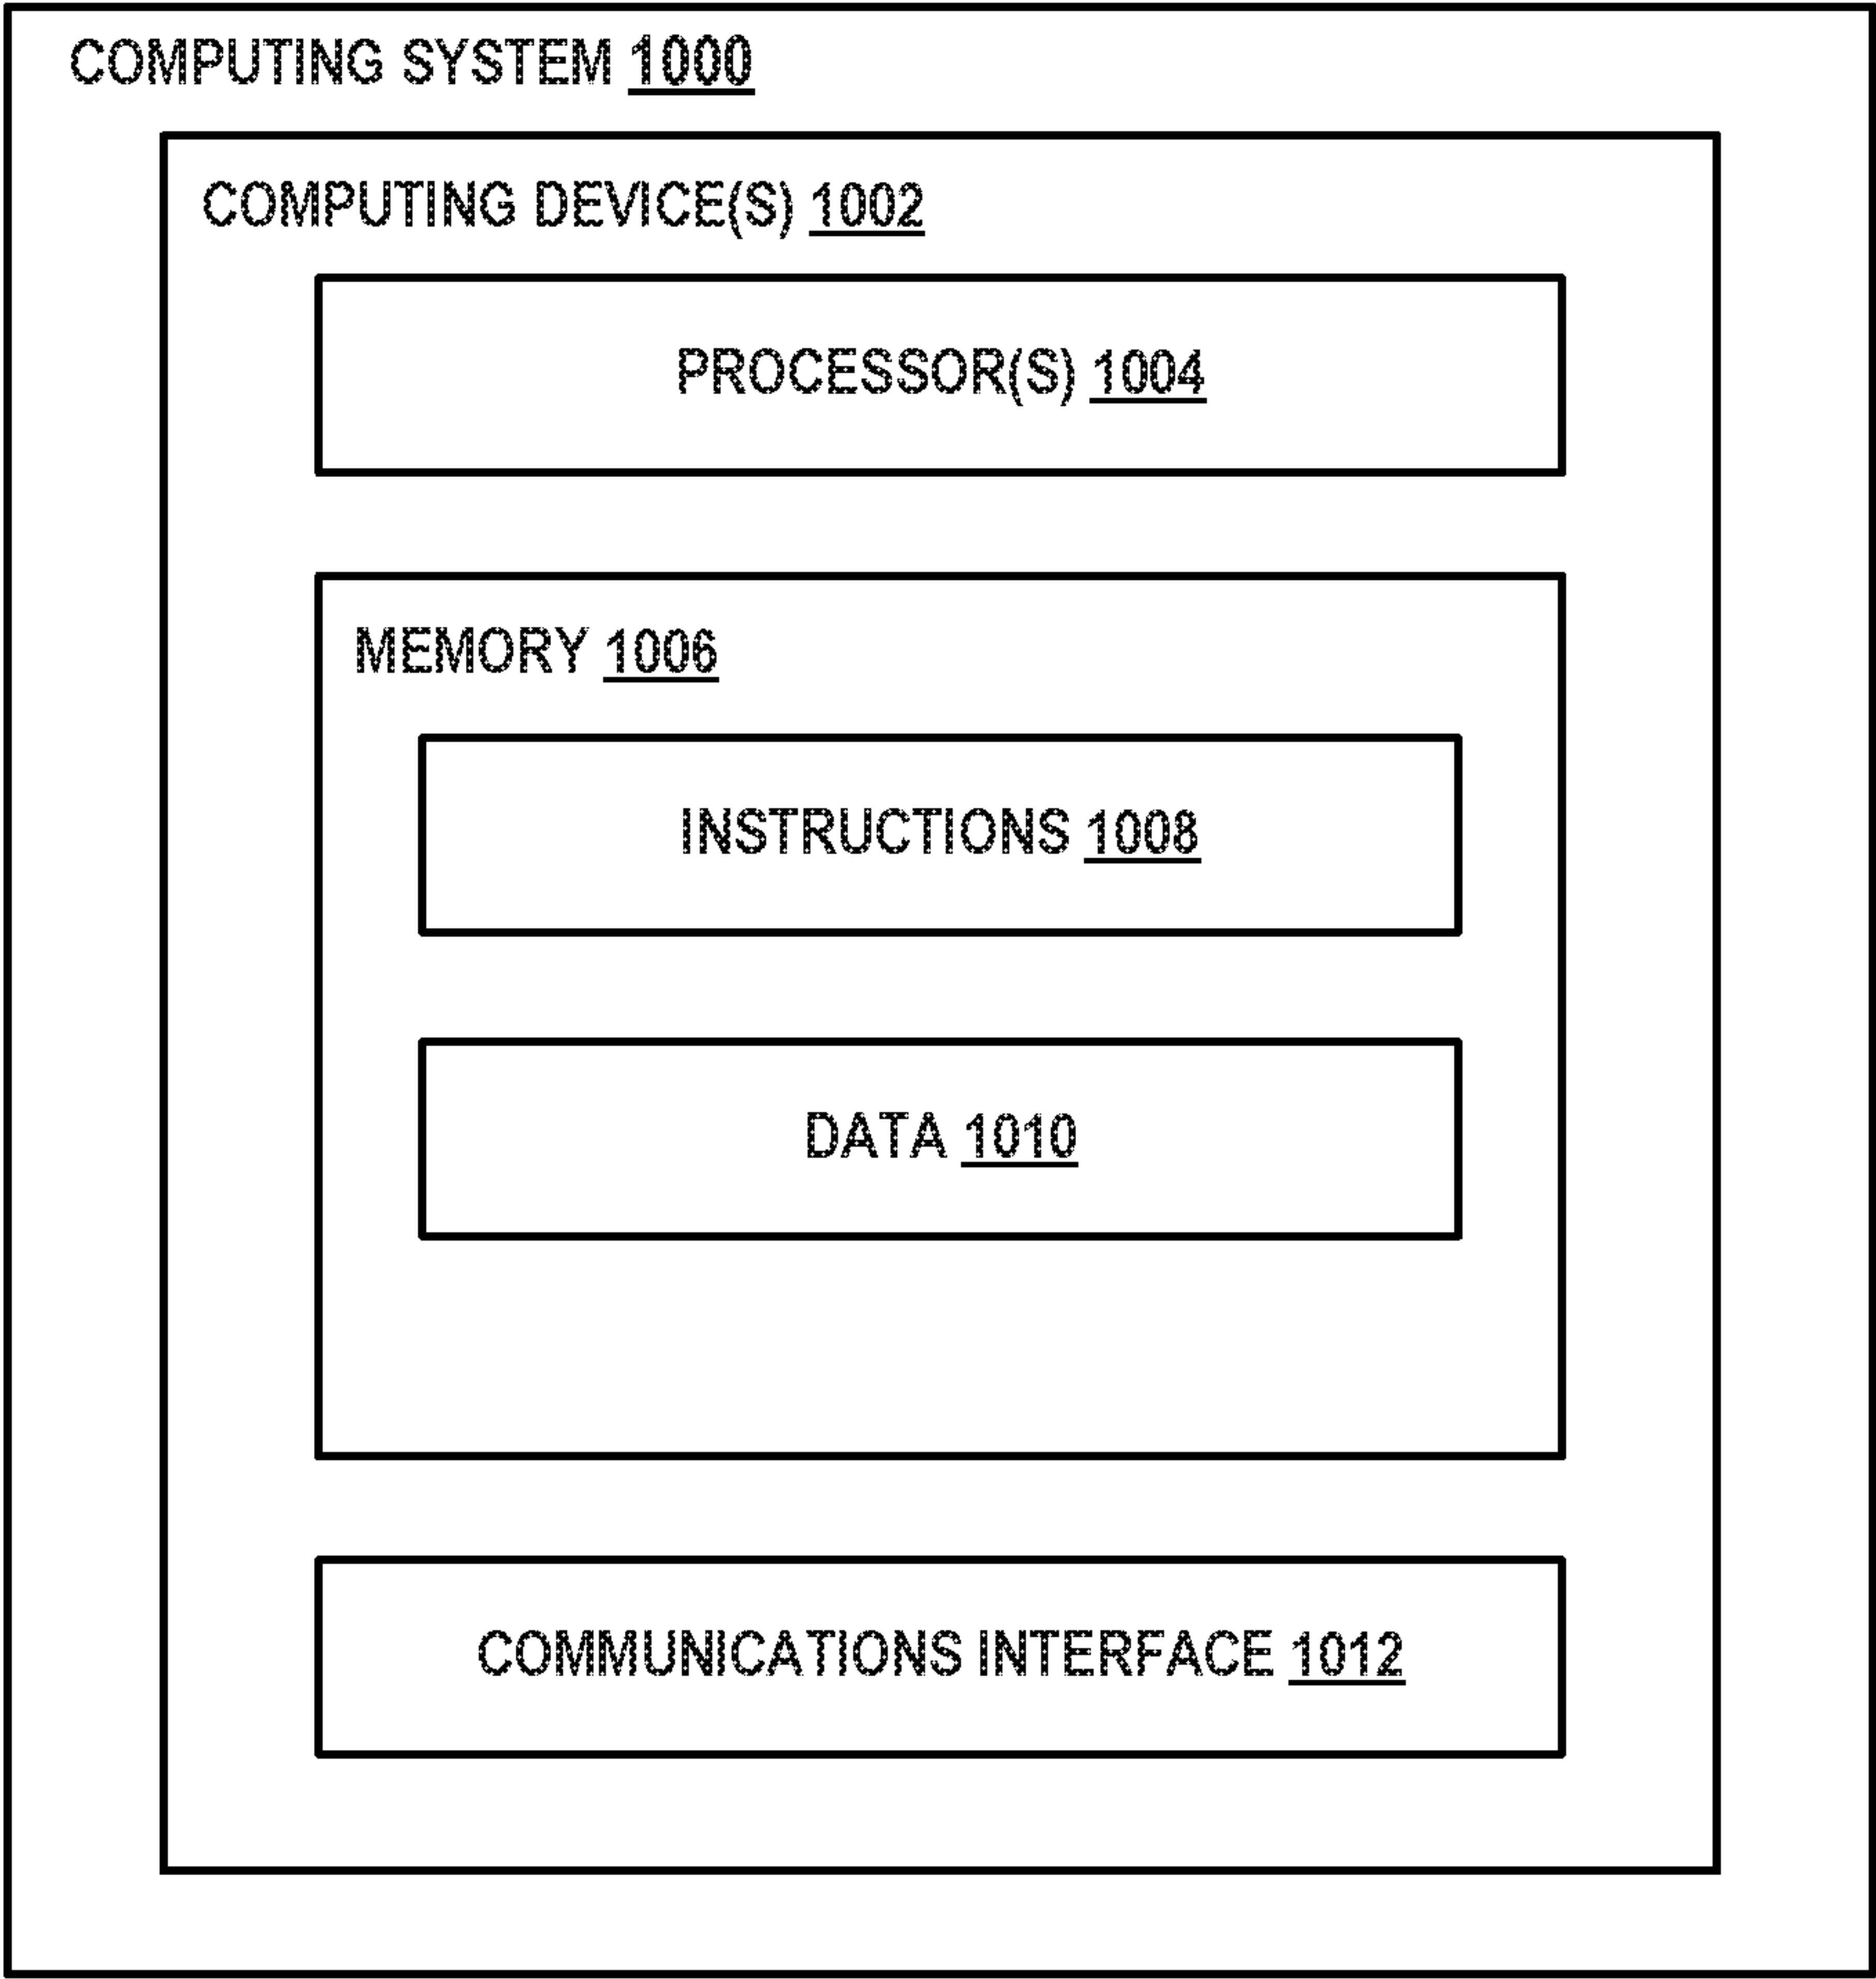 COMPUTING SYSTEM 1000
COMPUTING DEVICE(S) 1002
PROCESSOR(S) 1004
MEMORY 1006
INSTRUCTIONS 1008
DATA 1010
COMMUNICATIONS INTERFACE 1012